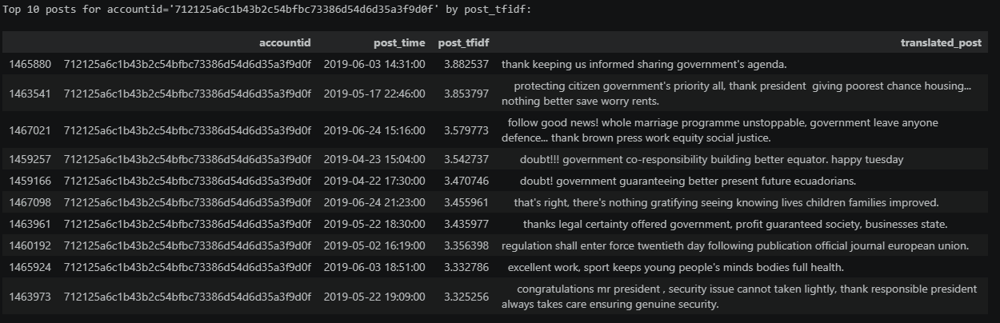 Top 10 posts for accountid='712125a6c1b43b2c54bfbc73386d54d6d35a3f9d0f' by post_tfidf:
accountid post_time post_tfidf translated_post
1465880 712125a6c1b43b2c54bfbc73386d54d6d35a3f9d0f 2019-06-03 14:31:00 3.882537 thank keeping us informed sharing government's agenda.
1463541 712125a6c1b43b2c54bfbc73386d54d6d35a3f9d0f 2019-05-17 22:46:00 3.853797 protecting citizen government's priority all, thank president giving poorest chance housing...
nothing better save worry rents.
1467021 712125a6c1b43b2c54bfbc73386d54d6d35a3f9d0f 2019-06-24 15:16:00 3.579773 follow good news! whole marriage programme unstoppable, government leave anyone
defence... thank brown press work equity social justice.
1459257 712125a6c1b43b2c54bfbc73386d54d6d35a3f9d0f 2019-04-23 15:04:00 3.542737 doubt!!! government co-responsibility building better equator. happy tuesday
1459166 712125a6c1b43b2c54bfbc73386d54d6d35a3f9d0f 2019-04-22 17:30:00 3.470746 doubt! government guaranteeing better present future ecuadorians.
1467098 712125a6c1b43b2c54bfbc73386d54d6d35a3f9d0f 2019-06-24 21:23:00 3.455961 that's right, there's nothing gratifying seeing knowing lives children families improved.
1463961 712125a6c1b43b2c54bfbc73386d54d6d35a3f9d0f 2019-05-22 18:30:00 3.435977 thanks legal certainty offered government, profit guaranteed society, businesses state.
1460192 712125a6c1b43b2c54bfbc73386d54d6d35a3f9d0f 2019-05-02 16:19:00 3.356398 regulation shall enter force twentieth day following publication official journal european union.
1465924 712125a6c1b43b2c54bfbc73386d54d6d35a3f9d0f 2019-06-03 18:51:00 3.332786 excellent work, sport keeps young people's minds bodies full health.
1463973 712125a6c1b43b2c54bfbc73386d54d6d35a3f9d0f 2019-05-22 19:09:00 3.325256 congratulations mr president , security issue cannot taken lightly, thank responsible president
always takes care ensuring genuine security.